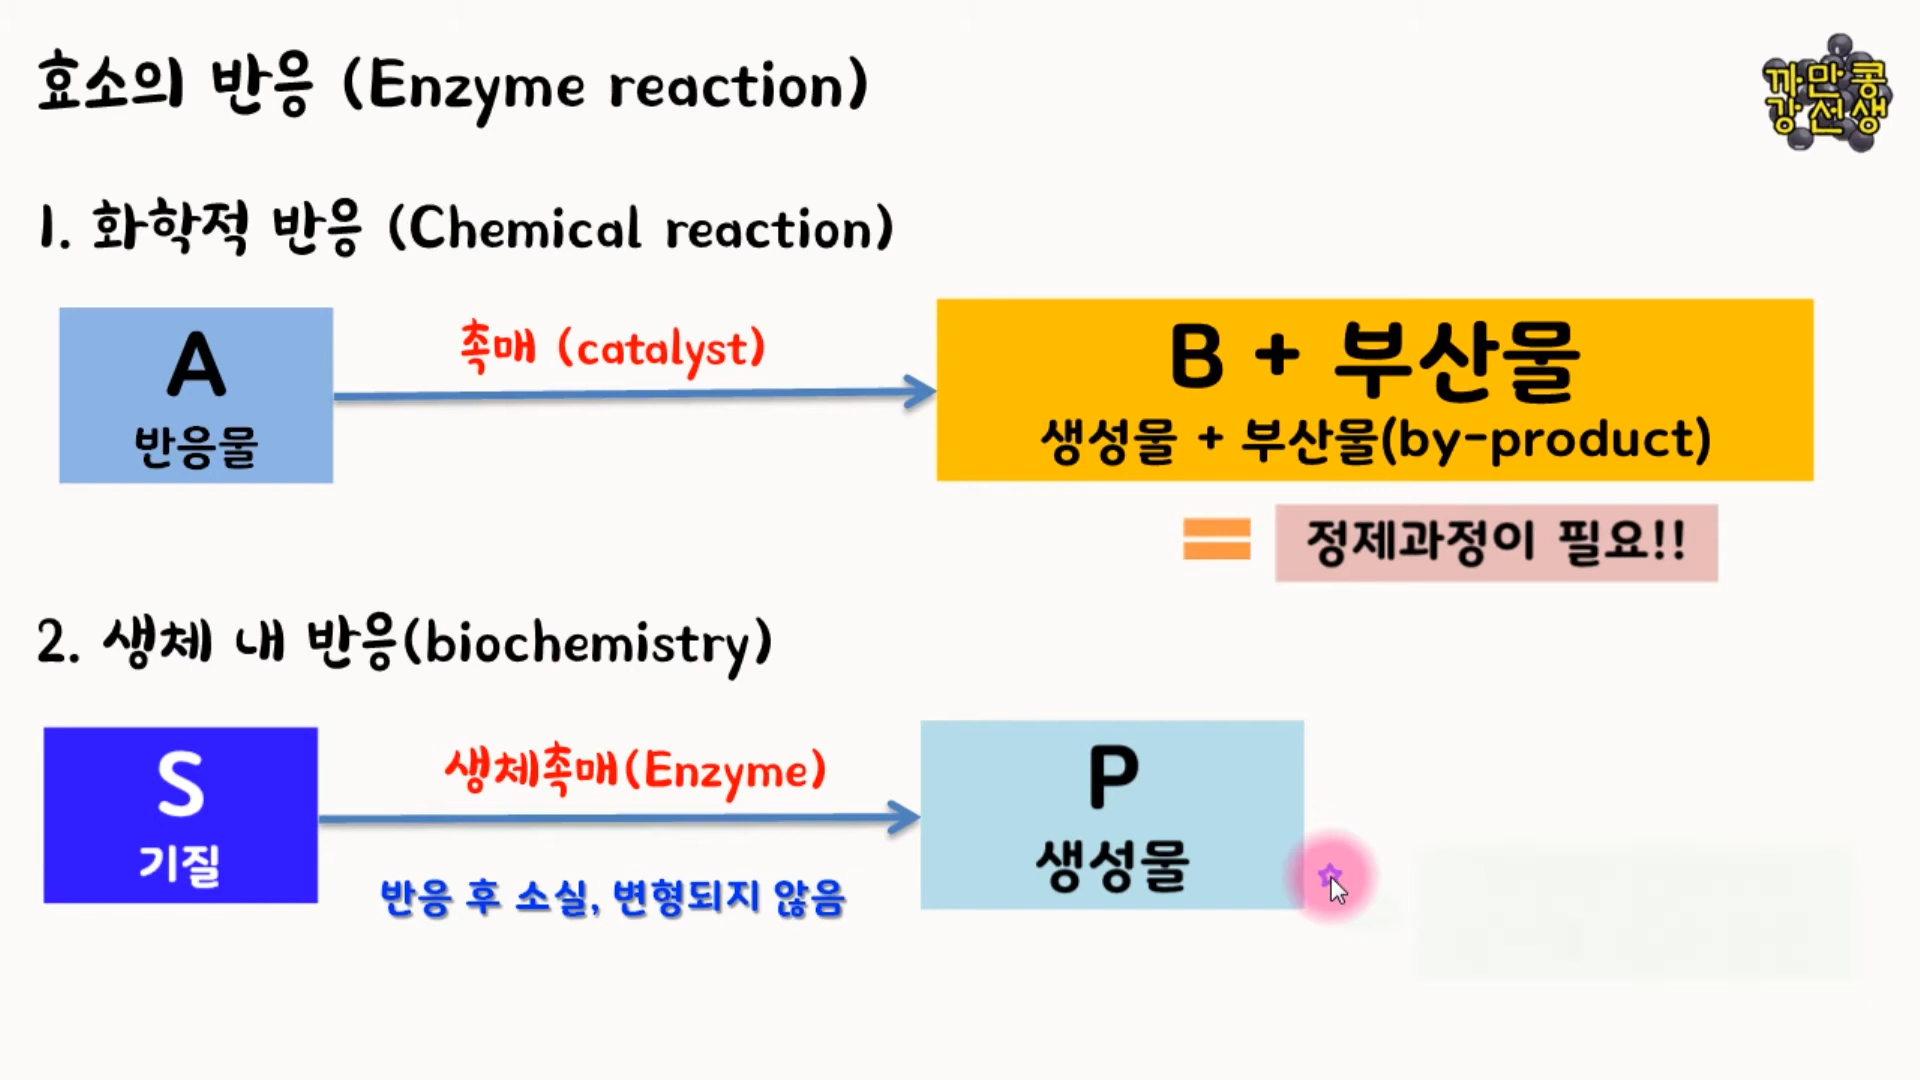 효소의 반응 (Enzyme reaction)
까만콩
강선생
1. 화학적 반응 (Chemical reaction)
A
반응물
촉매 (catalyst)
B + 부산물
생성물 + 부산물(by-product)
정제과정이 필요!!
2. 생체 내 반응(biochemistry)
S
기질
생체촉매(Enzyme)
반응 후 소실, 변형되지 않음
P
생성물